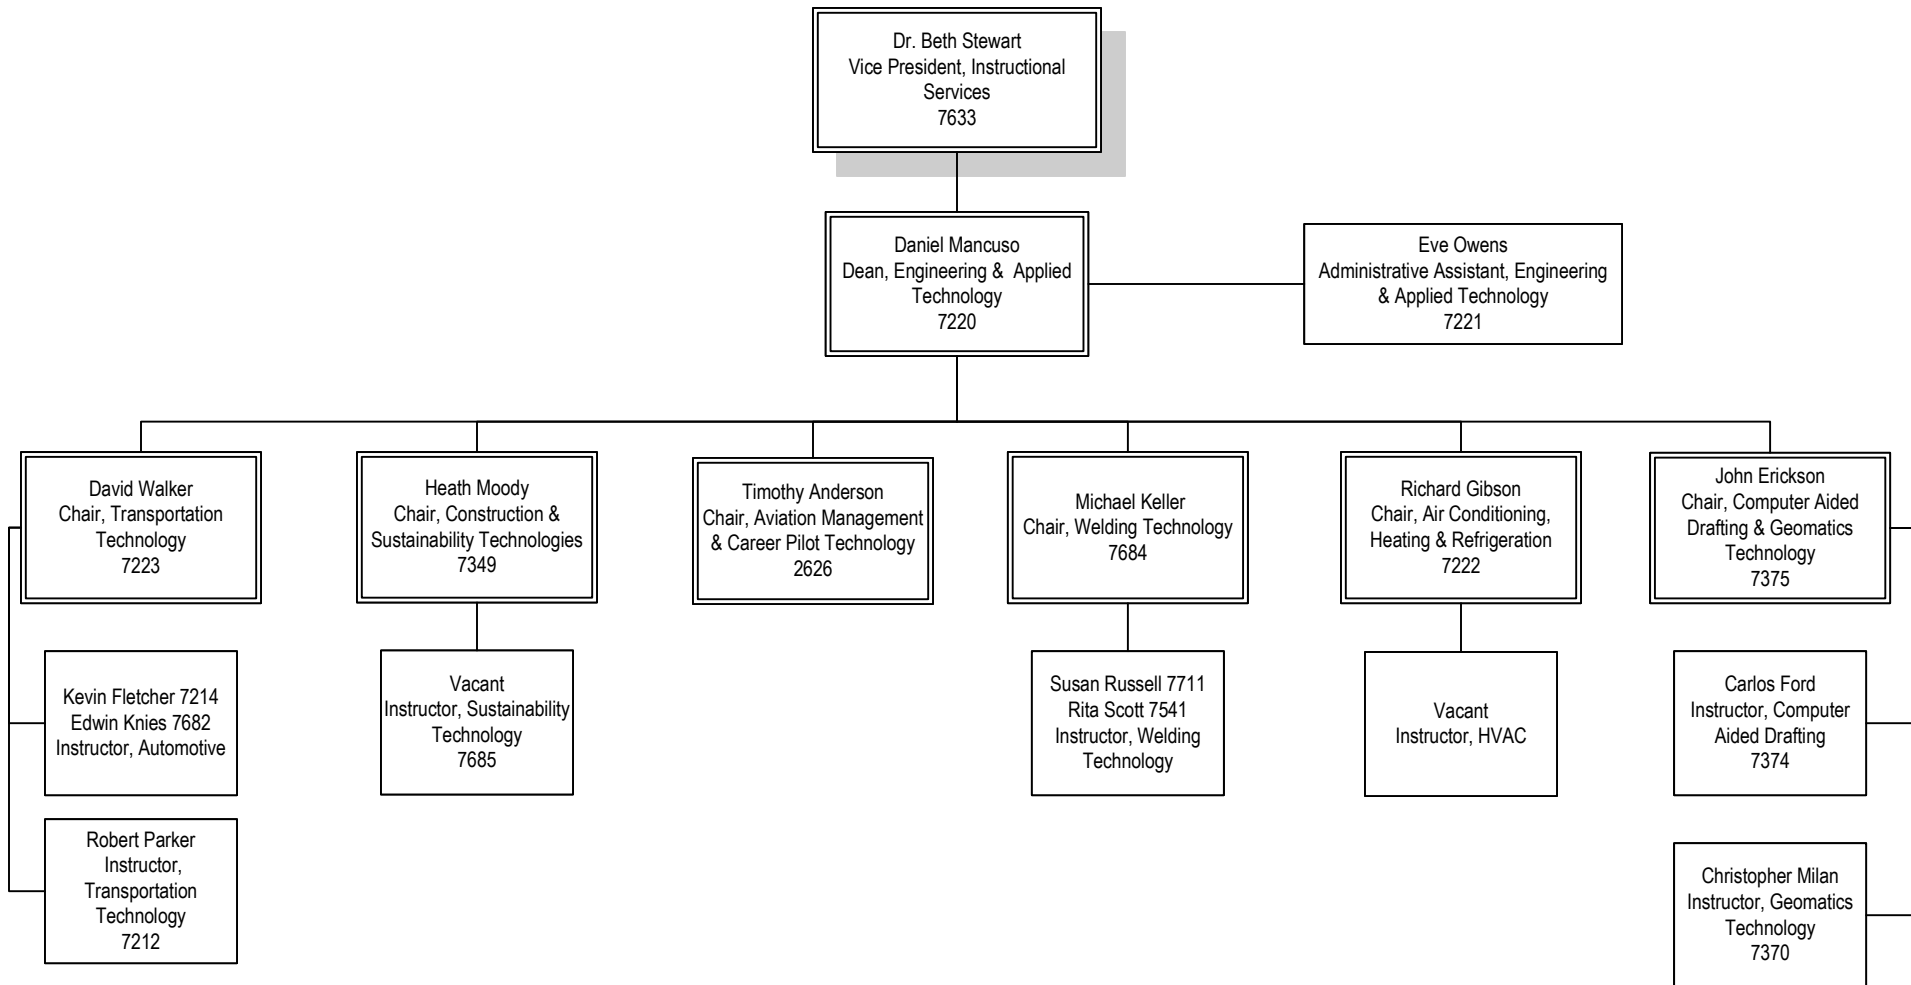 Dr. Beth Stewart
Vice President, Instructional
Services
7633
Daniel Mancuso
Dean, Engineering & Applied
Technology
7220
Eve Owens
Administrative Assistant, Engineering
& Applied Technology
7221
David Walker
Chair, Transportation
Technology
7223
Heath Moody
Chair, Construction &
Sustainability Technologies
7349
Timothy Anderson
Chair, Aviation Management
& Career Pilot Technology
2626
Michael Keller
Chair, Welding Technology
7684
Richard Gibson
Chair, Air Conditioning,
Heating & Refrigeration
7222
John Erickson
Chair, Computer Aided
Drafting & Geomatics
Technology
7375
Kevin Fletcher 7214
Edwin Knies 7682
Instructor, Automotive
Vacant
Instructor, Sustainability
Technology
7685
Susan Russell 7711
Rita Scott 7541
Instructor, Welding
Technology
Vacant
Instructor, HVAC
Carlos Ford
Instructor, Computer
Aided Drafting
7374
Robert Parker
Instructor,
Transportation
Technology
7212
Christopher Milan
Instructor, Geomatics
Technology
7370